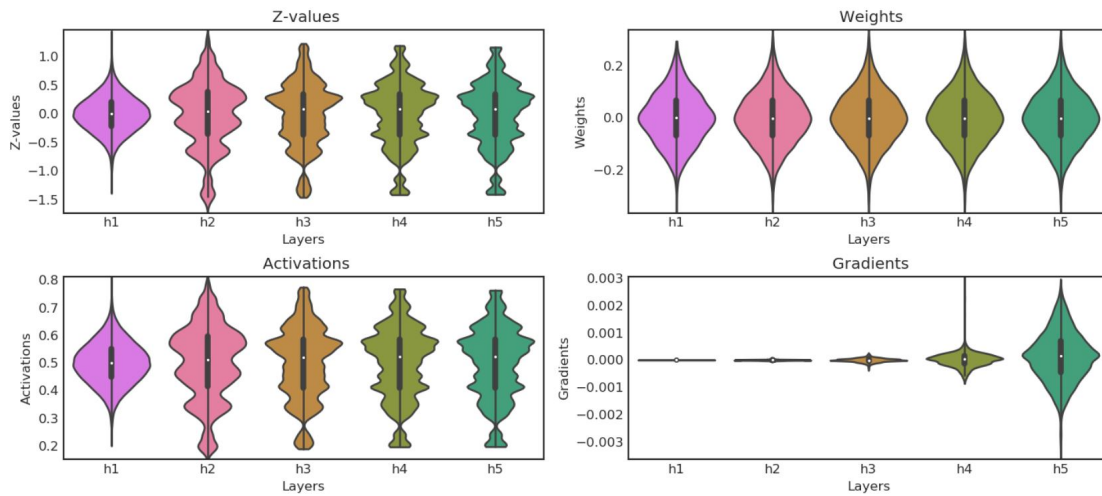 Z-values
Z-values
1.0
0.5
0.0
−0.5
−1.0
−1.5
h1 h2 h3 h4 h5
Layers
Weights
Weights
0.2
0.0
−0.2
h1 h2 h3 h4 h5
Layers
Activations
Activations
0.8
0.7
0.6
0.5
0.4
0.3
0.2
h1 h2 h3 h4 h5
Layers
Gradients
Gradients
0.003
0.002
0.001
0.000
−0.001
−0.002
−0.003
h1 h2 h3 h4 h5
Layers